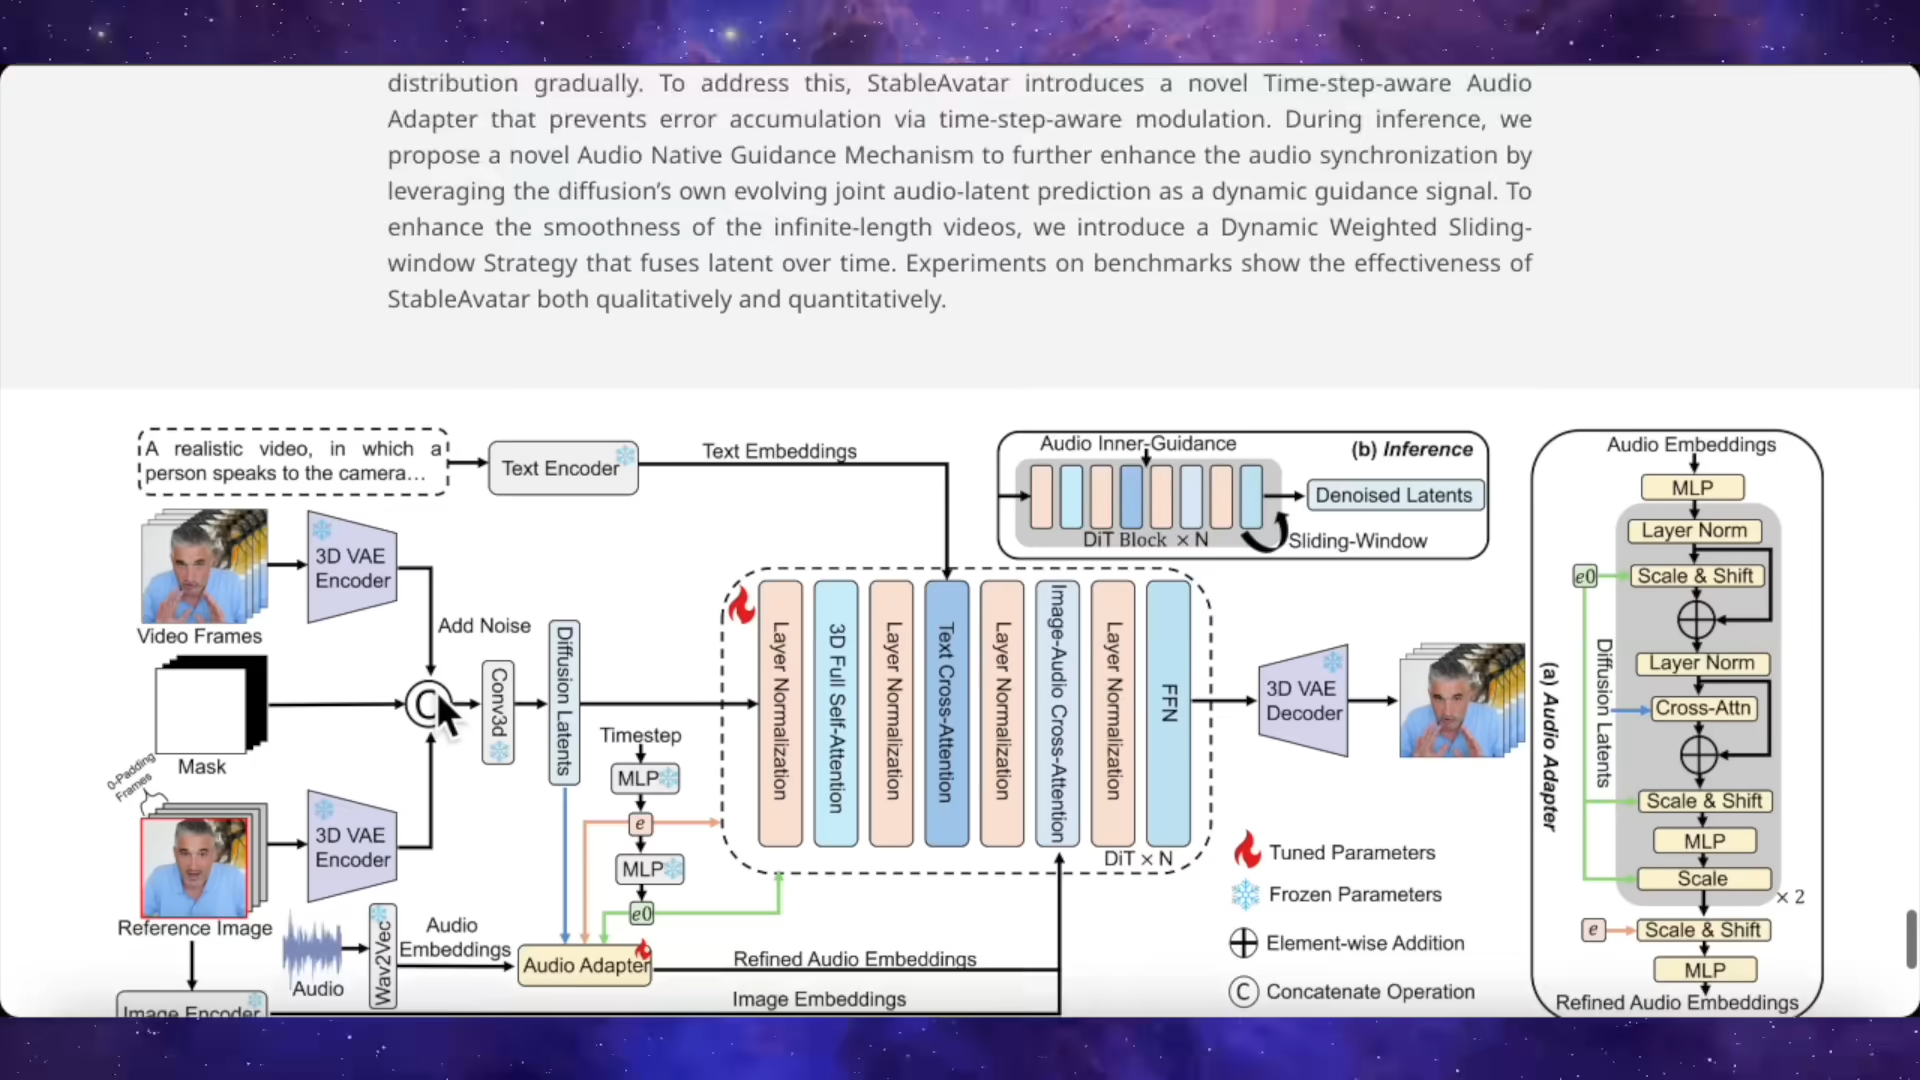 distribution gradually. To address this, StableAvatar introduces a novel Time-step-aware Audio
Adapter that prevents error accumulation via time-step-aware modulation. During inference, we
propose a novel Audio Native Guidance Mechanism to further enhance the audio synchronization by
leveraging the diffusion’s own evolving joint audio-latent prediction as a dynamic guidance signal. To
enhance the smoothness of the infinite-length videos, we introduce a Dynamic Weighted Sliding-
window Strategy that fuses latent over time. Experiments on benchmarks show the effectiveness of
StableAvatar both qualitatively and quantitatively.
A realistic video, in which a
person speaks to the camera...
Text Encoder
Text Embeddings
Video Frames
3D VAE
Encoder
Add Noise
Mask
C
Conv3d
Diffusion Latents
0-Padding
Frames
Reference Image
3D VAE
Encoder
Image Encoder
Audio
Wav2Vec
Audio
Embeddings
Timestep
MLP
e
MLP
e0
Audio Adapter
Refined Audio Embeddings
Image Embeddings
Layer Normalization
3D Full Self-Attention
Layer Normalization
Text Cross-Attention
Layer Normalization
Image-Audio Cross-Attention
Layer Normalization
FFN
DiT × N
Audio Inner-Guidance
(b) Inference
DiT Block × N
Denoised Latents
Sliding-Window
3D VAE
Decoder
Tuned Parameters
Frozen Parameters
Element-wise Addition
C Concatenate Operation
(a) Audio Adapter
Audio Embeddings
MLP
Layer Norm
e0
Scale & Shift
Layer Norm
Diffusion Latents
Cross-Attn
Scale & Shift
MLP
Scale
× 2
e
Scale & Shift
MLP
Refined Audio Embeddings